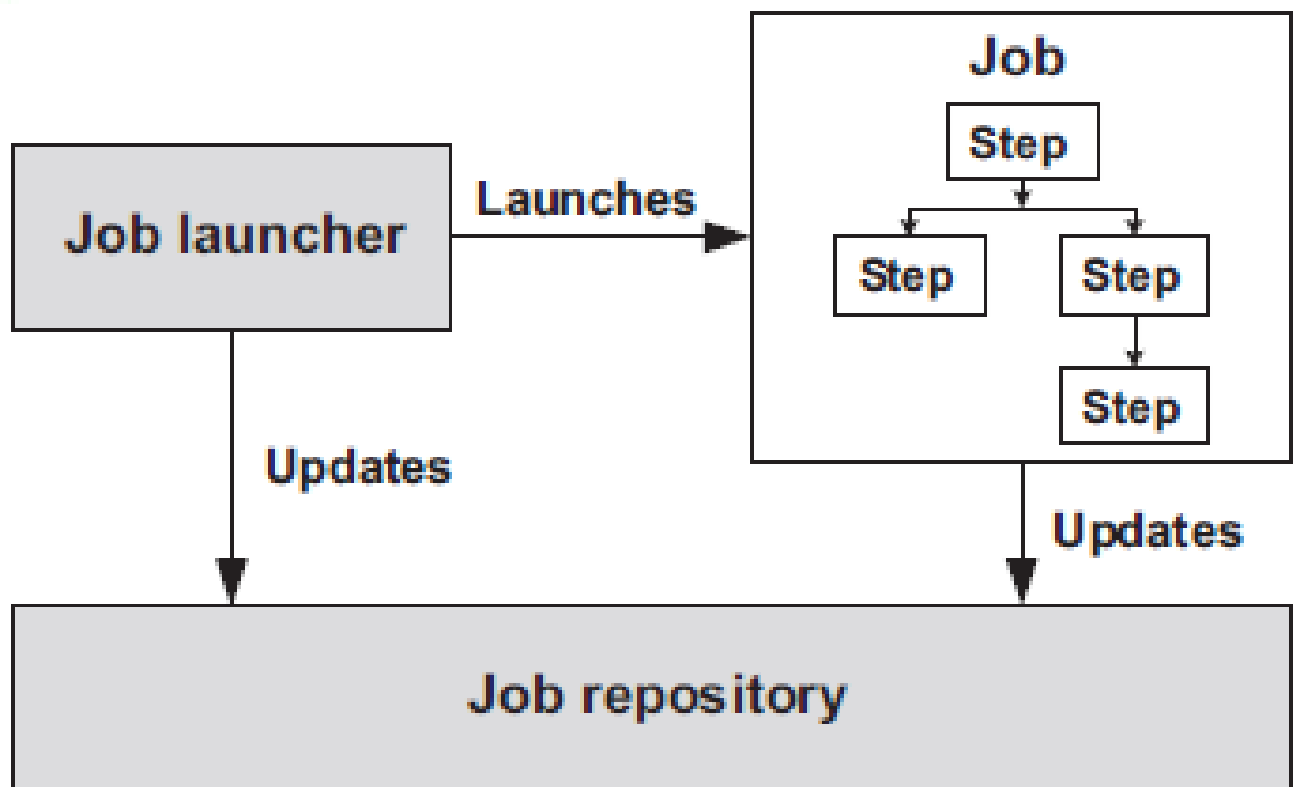 Job
Step
Launches
Job launcher
Step
Step
Step
Updates
Updates
Job repository